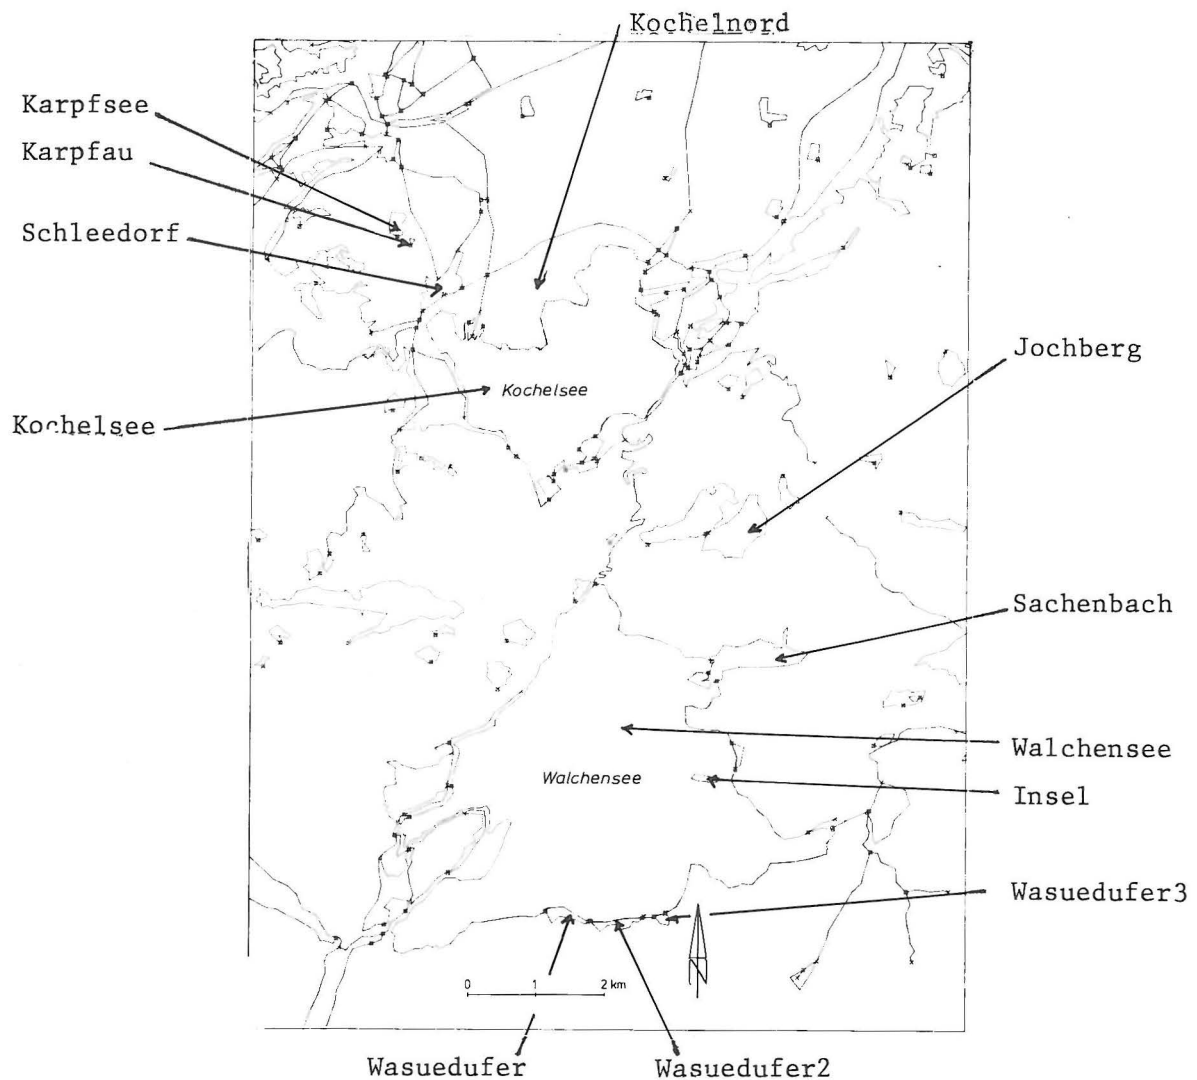 Kochelnord
Karpfsee
Karpfau
Schleedorf
Jochberg
Kochelsee
Kochelsee
Sachenbach
Walchensee
Walchensee
Insel
Wasuedufer3
N
0 1 2 km
Wasuedufer
Wasuedufer2